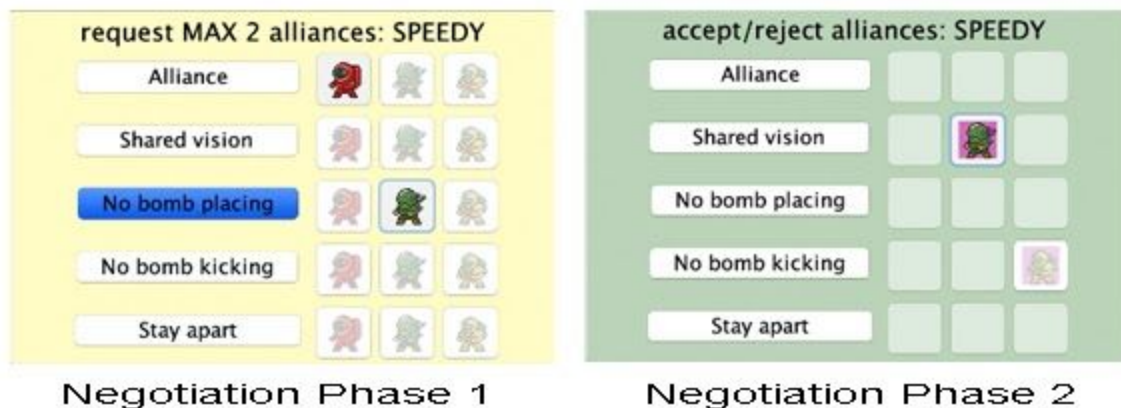 request MAX 2 alliances: SPEEDY
Alliance
Shared vision
No bomb placing
No bomb kicking
Stay apart
Negotiation Phase 1
accept/reject alliances: SPEEDY
Alliance
Shared vision
No bomb placing
No bomb kicking
Stay apart
Negotiation Phase 2